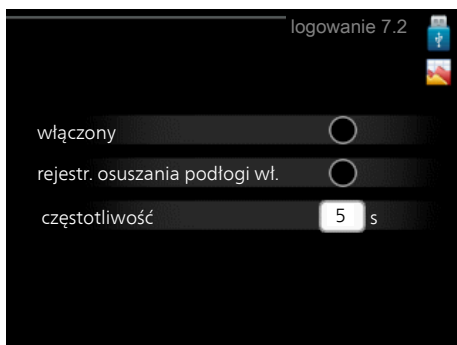 logowanie 7.2
włączony
rejestr. osuszania podłogi wł.
częstotliwość 5 s